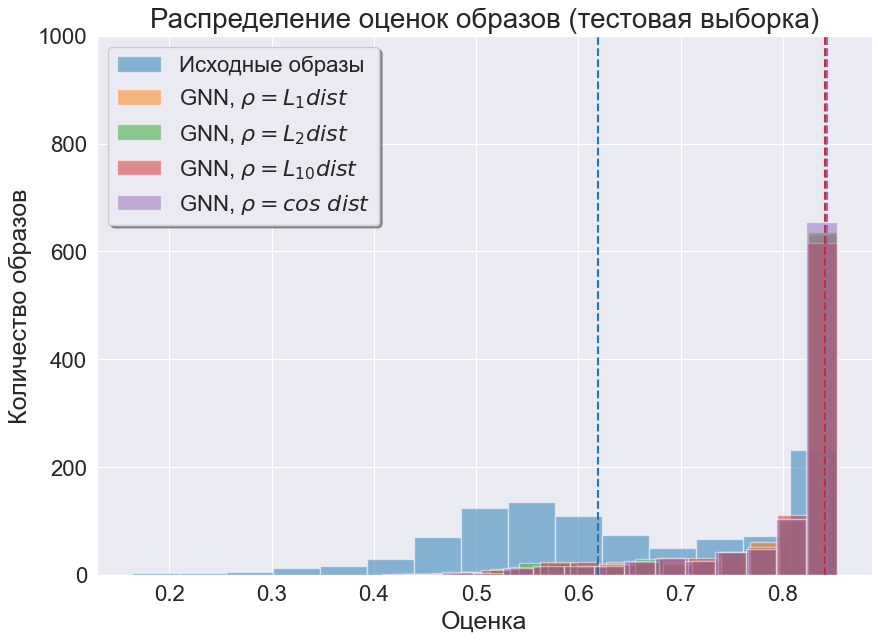 Распределение оценок образов (тестовая выборка)
1000
800
600
400
200
0
Количество образов
Исходные образы
GNN, ρ = L₁dist
GNN, ρ = L₂dist
GNN, ρ = L₁₀dist
GNN, ρ = cos dist
0.2 0.3 0.4 0.5 0.6 0.7 0.8
Оценка